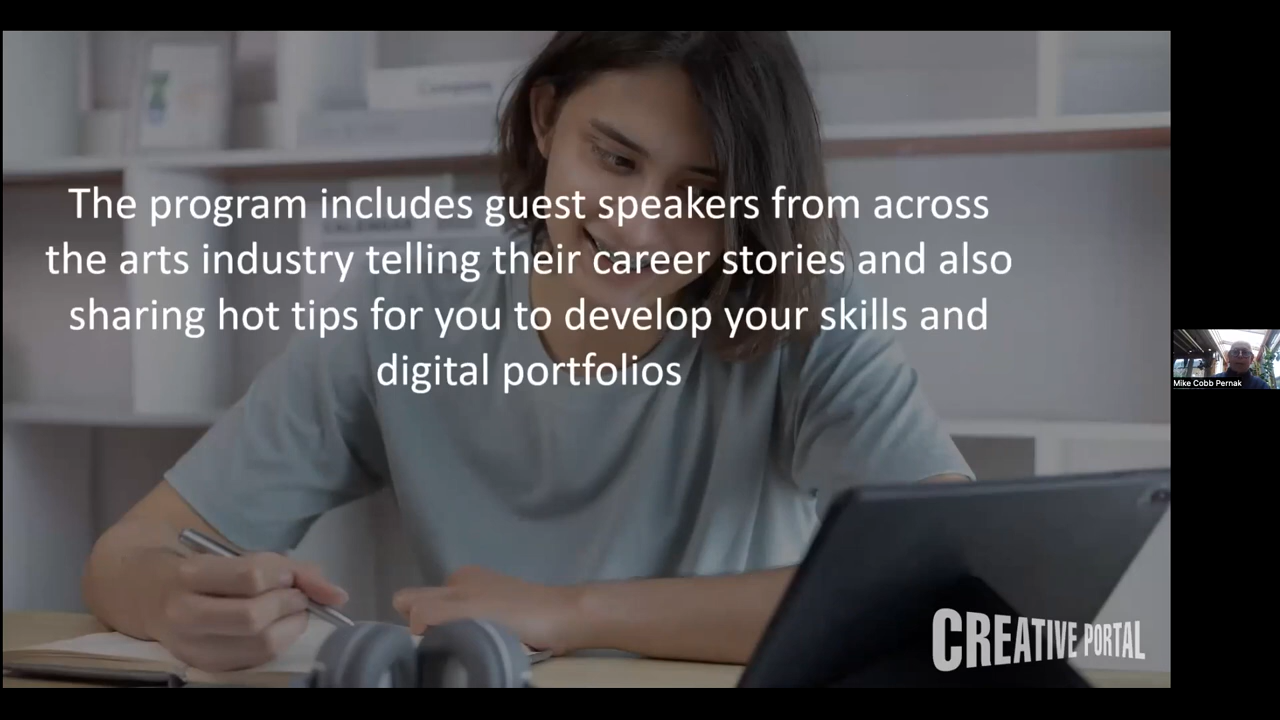 The program includes guest speakers from across
the arts industry telling their career stories and also
sharing hot tips for you to develop your skills and
digital portfolios
Mike Cobb Pernak
CREATIVE PORTAL